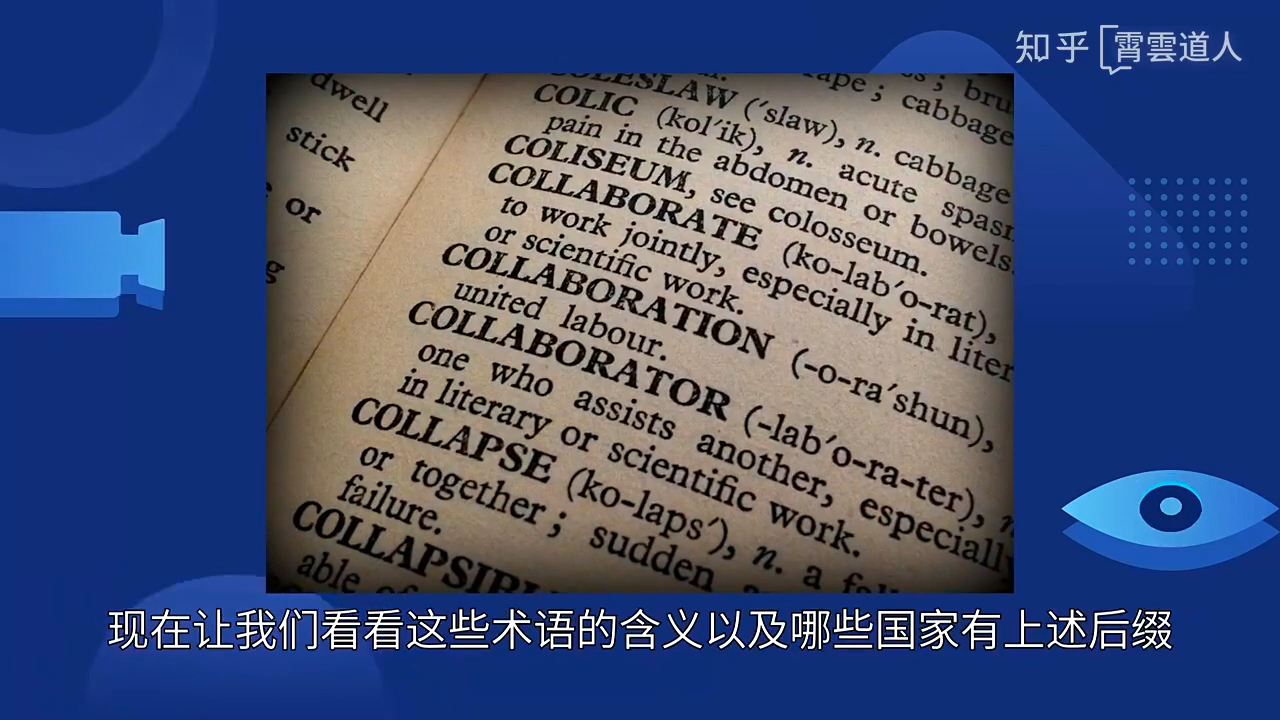 知乎 霄雲道人
dwell
stick
or
COLESLAW ('slaw), n. cabbage
COLIC (kol'ik), n. acute
pain in the abdomen or bowels.
COLISEUM, see colosseum.
COLLABORATE (ko-lab'o-rat),
to work jointly, especially in
or scientific work.
COLLABORATION (-o-ra'shun),
united labour.
COLLABORATOR (-lab'o-ra-ter),
one who assists another, especially
in literary or scientific work.
COLLAPSE (ko-laps'), n. a
or together; sudden
failure.
able
现在让我们看看这些术语的含义以及哪些国家有上述后缀